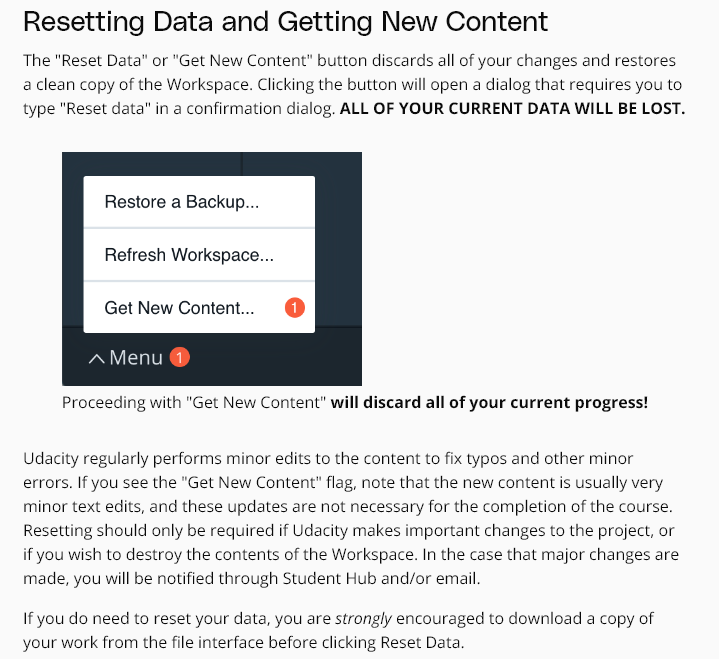 Resetting Data and Getting New Content
The "Reset Data" or "Get New Content" button discards all of your changes and restores
a clean copy of the Workspace. Clicking the button will open a dialog that requires you to
type "Reset data" in a confirmation dialog. ALL OF YOUR CURRENT DATA WILL BE LOST.
Restore a Backup...
Refresh Workspace...
Get New Content... 1
Menu 1
Proceeding with "Get New Content" will discard all of your current progress!
Udacity regularly performs minor edits to the content to fix typos and other minor
errors. If you see the "Get New Content" flag, note that the new content is usually very
minor text edits, and these updates are not necessary for the completion of the course.
Resetting should only be required if Udacity makes important changes to the project, or
if you wish to destroy the contents of the Workspace. In the case that major changes are
made, you will be notified through Student Hub and/or email.
If you do need to reset your data, you are strongly encouraged to download a copy of
your work from the file interface before clicking Reset Data.